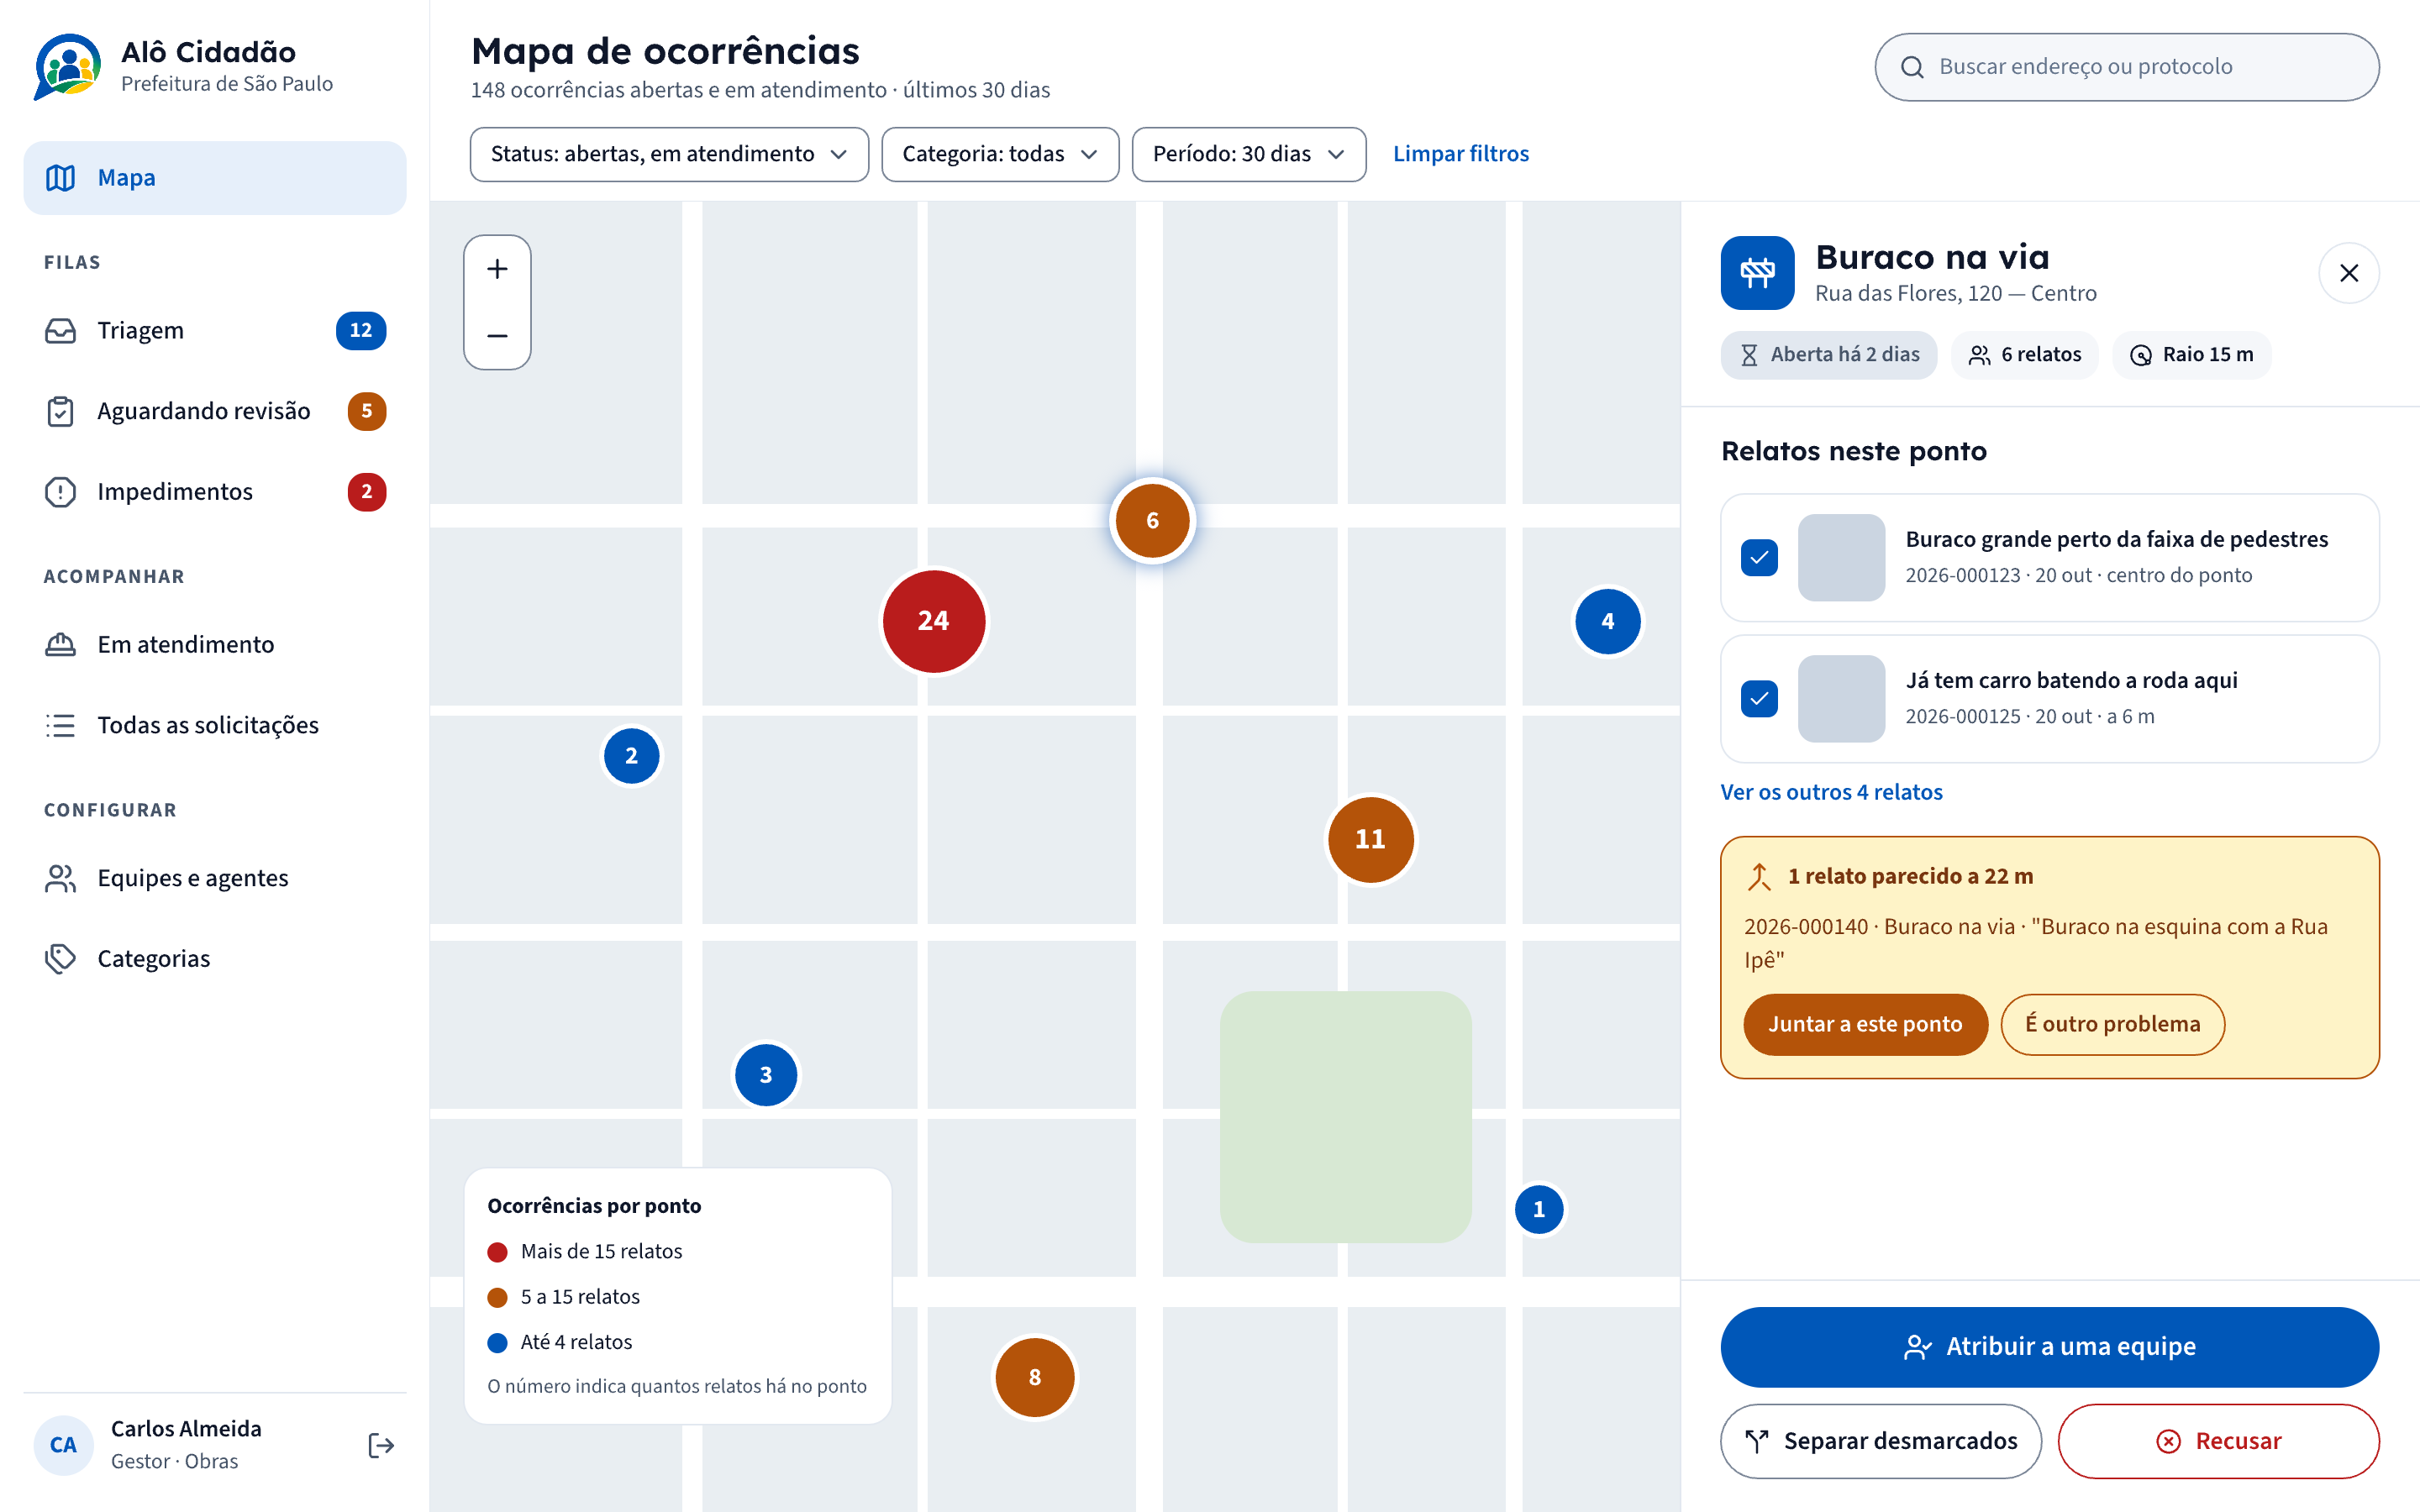 Alô Cidadão
Prefeitura de São Paulo
Mapa
FILAS
Triagem 12
Aguardando revisão 5
Impedimentos 2
ACOMPANHAR
Em atendimento
Todas as solicitações
CONFIGURAR
Equipes e agentes
Categorias
CA
Carlos Almeida
Gestor · Obras
Mapa de ocorrências
148 ocorrências abertas e em atendimento · últimos 30 dias
Buscar endereço ou protocolo
Status: abertas, em atendimento
Categoria: todas
Período: 30 dias
Limpar filtros
+
−
6
24
4
2
11
3
1
8
Ocorrências por ponto
Mais de 15 relatos
5 a 15 relatos
Até 4 relatos
O número indica quantos relatos há no ponto
Buraco na via
Rua das Flores, 120 — Centro
Aberta há 2 dias
6 relatos
Raio 15 m
Relatos neste ponto
Buraco grande perto da faixa de pedestres
2026-000123 · 20 out · centro do ponto
Já tem carro batendo a roda aqui
2026-000125 · 20 out · a 6 m
Ver os outros 4 relatos
1 relato parecido a 22 m
2026-000140 · Buraco na via · "Buraco na esquina com a Rua
Ipê"
Juntar a este ponto
É outro problema
Atribuir a uma equipe
Separar desmarcados
Recusar